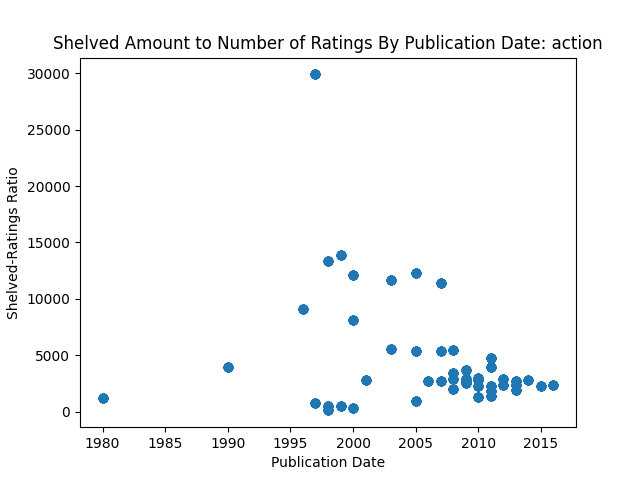 Shelved Amount to Number of Ratings By Publication Date: action
30000
25000
20000
15000
10000
5000
0
Shelved-Ratings Ratio
1980 1985 1990 1995 2000 2005 2010 2015
Publication Date